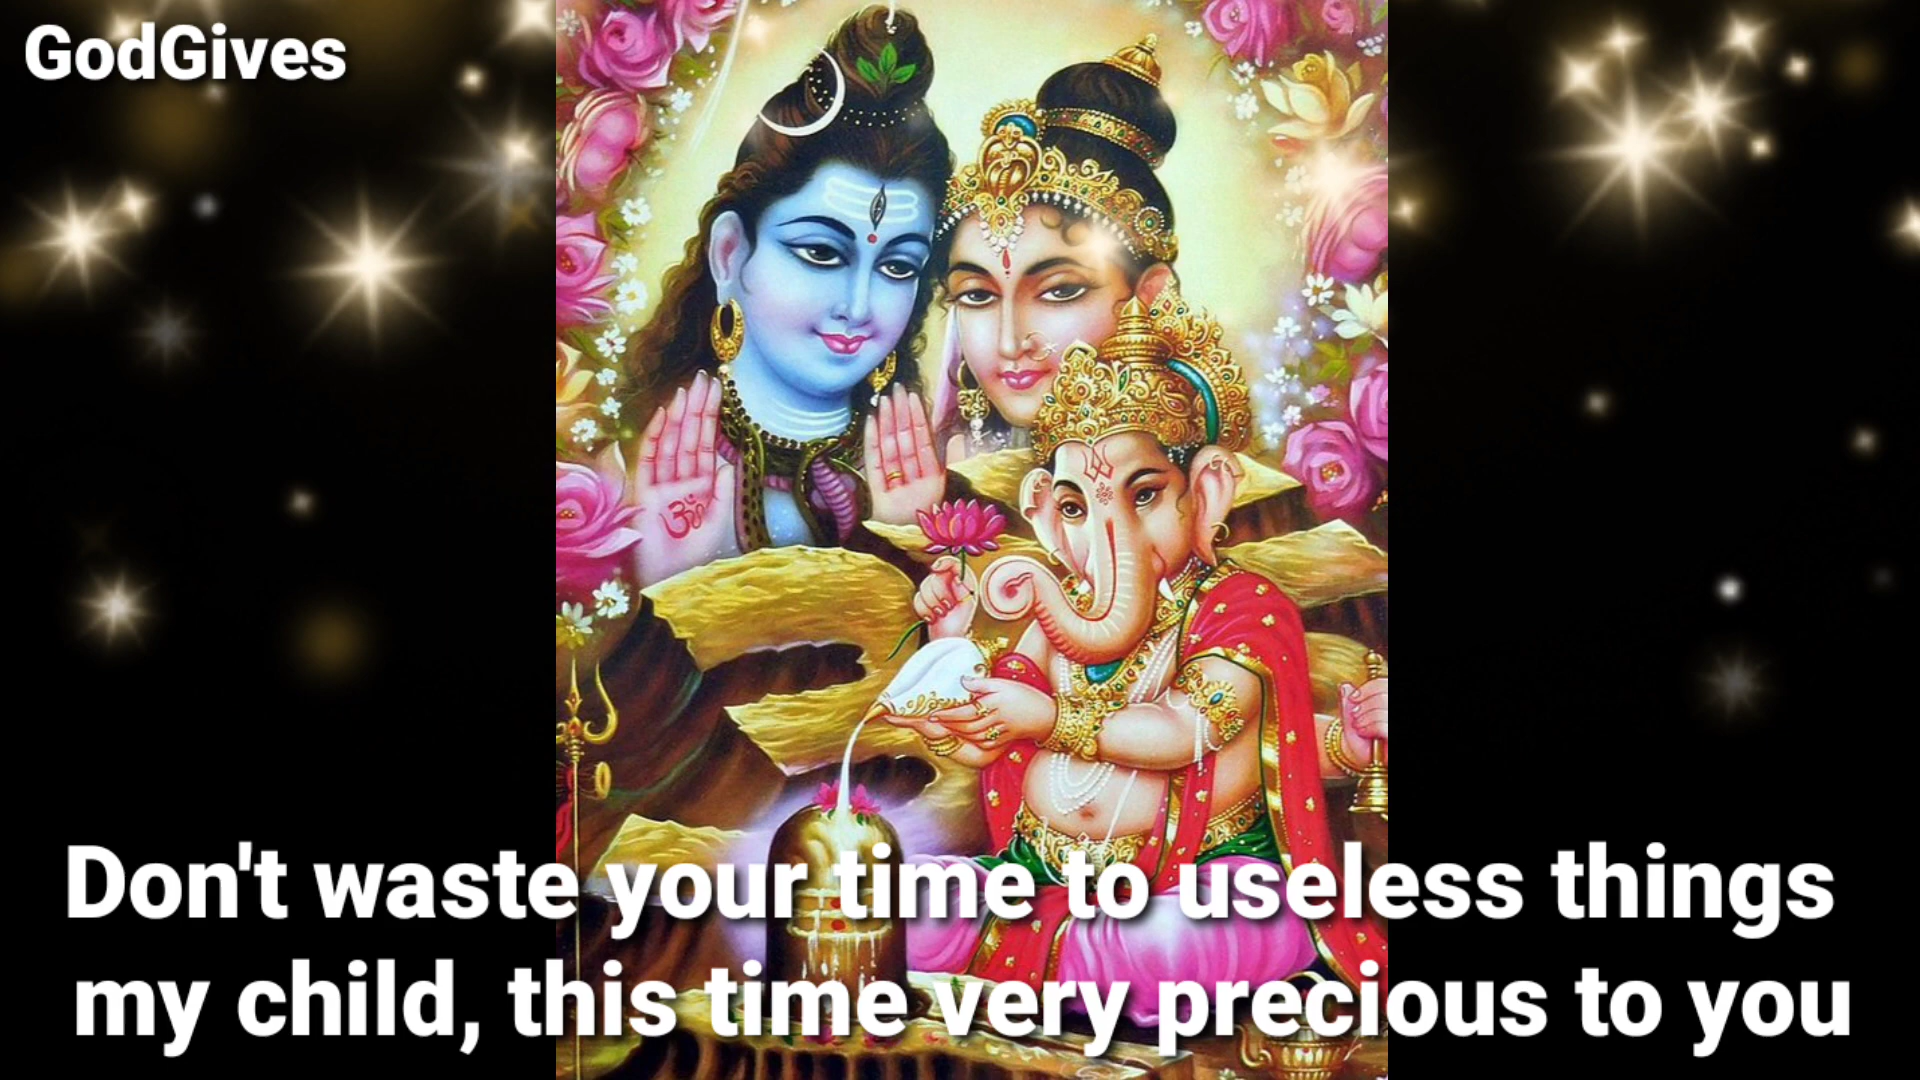 GodGives
ॐ
Don't waste your time to useless things
my child, this time very precious to you